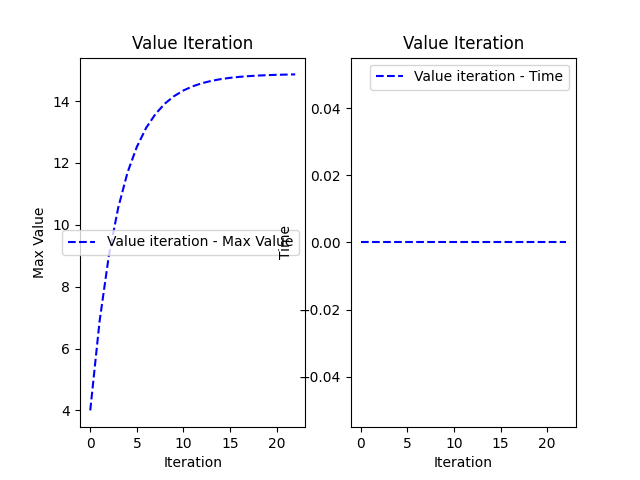 Value Iteration
Max Value
14
12
10
8
6
4
Value iteration - Max Value
0 5 10 15 20
Iteration
Value Iteration
Time
0.04
0.02
0.00
−0.02
−0.04
Value iteration - Time
0 5 10 15 20
Iteration